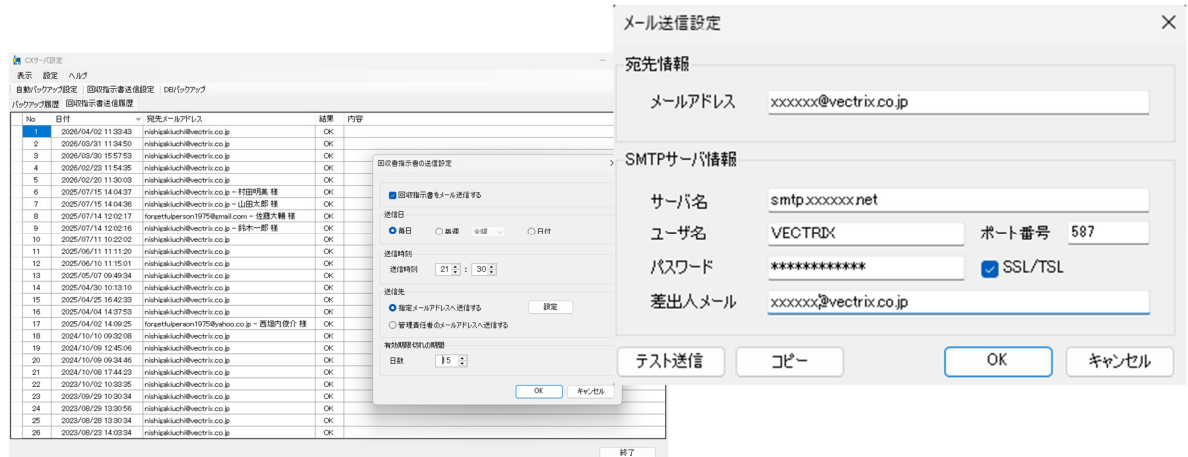 CXサーバ設定
表示 設定 ヘルプ
自動バックアップ設定 回収指示書送信設定 DBバックアップ
バックアップ履歴 回収指示書送信履歴
No 日付 宛先メールアドレス 結果 内容
1 2026/04/02 11:33:43 nishigakiuchi@vectrix.co.jp OK
2 2026/03/31 11:34:50 nishigakiuchi@vectrix.co.jp OK
3 2026/03/30 15:57:53 nishigakiuchi@vectrix.co.jp OK
4 2026/02/23 11:54:35 nishigakiuchi@vectrix.co.jp OK
5 2026/02/20 11:30:03 nishigakiuchi@vectrix.co.jp OK
6 2025/07/15 14:04:37 nishigakiuchi@vectrix.co.jp - 村田明美 様 OK
7 2025/07/15 14:04:36 nishigakiuchi@vectrix.co.jp - 山田太郎 様 OK
8 2025/07/14 12:02:17 forgetfulperson1975@gmail.com - 佐藤大輔 様 OK
9 2025/07/14 12:02:16 nishigakiuchi@vectrix.co.jp - 鈴木一郎 様 OK
10 2025/07/11 10:22:02 nishigakiuchi@vectrix.co.jp OK
11 2025/06/11 11:11:20 nishigakiuchi@vectrix.co.jp OK
12 2025/06/10 11:15:01 nishigakiuchi@vectrix.co.jp OK
13 2025/05/07 09:49:34 nishigakiuchi@vectrix.co.jp OK
14 2025/04/30 10:13:10 nishigakiuchi@vectrix.co.jp OK
15 2025/04/25 16:42:33 nishigakiuchi@vectrix.co.jp OK
16 2025/04/04 14:37:53 nishigakiuchi@vectrix.co.jp OK
17 2025/04/02 14:09:25 forgetfulperson1975@yahoo.co.jp - 西垣内俊介 様 OK
18 2024/10/10 09:32:08 nishigakiuchi@vectrix.co.jp OK
19 2024/10/09 12:45:06 nishigakiuchi@vectrix.co.jp OK
20 2024/10/09 09:34:46 nishigakiuchi@vectrix.co.jp OK
21 2024/10/08 17:44:23 nishigakiuchi@vectrix.co.jp OK
22 2023/10/02 10:33:35 nishigakiuchi@vectrix.co.jp OK
23 2023/09/29 10:30:34 nishigakiuchi@vectrix.co.jp OK
24 2023/08/29 13:30:56 nishigakiuchi@vectrix.co.jp OK
25 2023/08/28 13:30:34 nishigakiuchi@vectrix.co.jp OK
26 2023/08/23 14:03:34 nishigakiuchi@vectrix.co.jp OK
終了
回収書指示書の送信設定
回収指示書をメール送信する
送信日
毎日 毎週 金曜 日付
送信時刻
送信時刻 21 : 30
送信先
指定メールアドレスへ送信する 設定
管理責任者のメールアドレスへ送信する
有効期限切れの期間
日数 15
OK キャンセル
メール送信設定
宛先情報
メールアドレス xxxxxx@vectrix.co.jp
SMTPサーバ情報
サーバ名 smtp.xxxxxx.net
ユーザ名 VECTRIX ポート番号 587
パスワード ************ SSL/TSL
差出人メール xxxxxx@vectrix.co.jp
テスト送信 コピー OK キャンセル